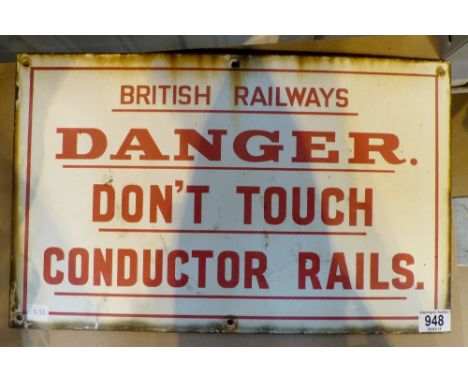 BRITISH RAILWAYS
DANGER.
DON'T TOUCH
CONDUCTOR RAILS.
948